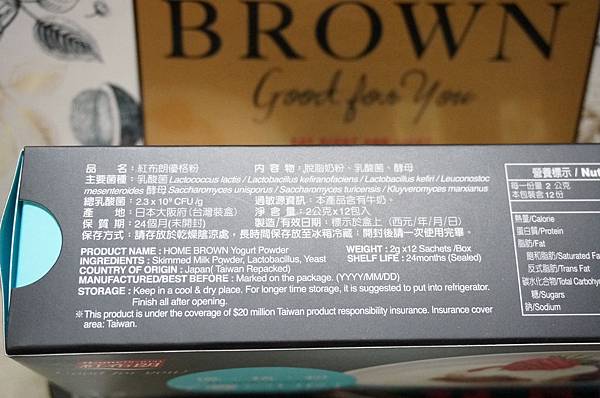 BROWN
Good for You
品　　名：紅布朗優格粉　內 容 物：脫脂奶粉、乳酸菌、酵母
主要菌種：乳酸菌 Lactococcus lactis / Lactobacillus kefiranofaciens / Lactobacillus kefiri / Leuconostoc
mesenteroides 酵母 Saccharomyces unisporus / Saccharomyces turicensis / Kluyveromyces marxianus
總乳酸菌：2.3 x 10⁸ CFU /g　過敏原資訊：本產品含有牛奶。
產　　地：日本大阪府(台灣裝盒)　淨 含 量：2公克x12包入
保 質 期：24個月(未開封)　製造/有效日期：標示於盒上(西元/年/月/日)
保存方式：請存放於乾燥陰涼處，長時間保存放至冰箱冷藏。開封後請一次使用完畢。
PRODUCT NAME : HOME BROWN Yogurt Powder　WEIGHT : 2g x12 Sachets /Box
INGREDIENTS : Skimmed Milk Powder, Lactobacillus, Yeast　SHELF LIFE : 24months (Sealed)
COUNTRY OF ORIGIN : Japan( Taiwan Repacked)
MANUFACTURED/BEST BEFORE : Marked on the package. (YYYY/MM/DD)
STORAGE : Keep in a cool & dry place. For longer time storage, it is suggested to put into refrigerator.
Finish all after opening.
※This product is under the coverage of $20 million Taiwan product responsibility insurance. Insurance cover
area: Taiwan.
營養標示 / Nut
每一份量 2 公克
本包裝含 12份
熱量/Calorie
蛋白質/Protein
脂肪/Fat
飽和脂肪/Saturated Fa
反式脂肪/Trans Fat
碳水化合物/Total Carbohy
糖/Sugars
鈉/Sodium
紅布朗